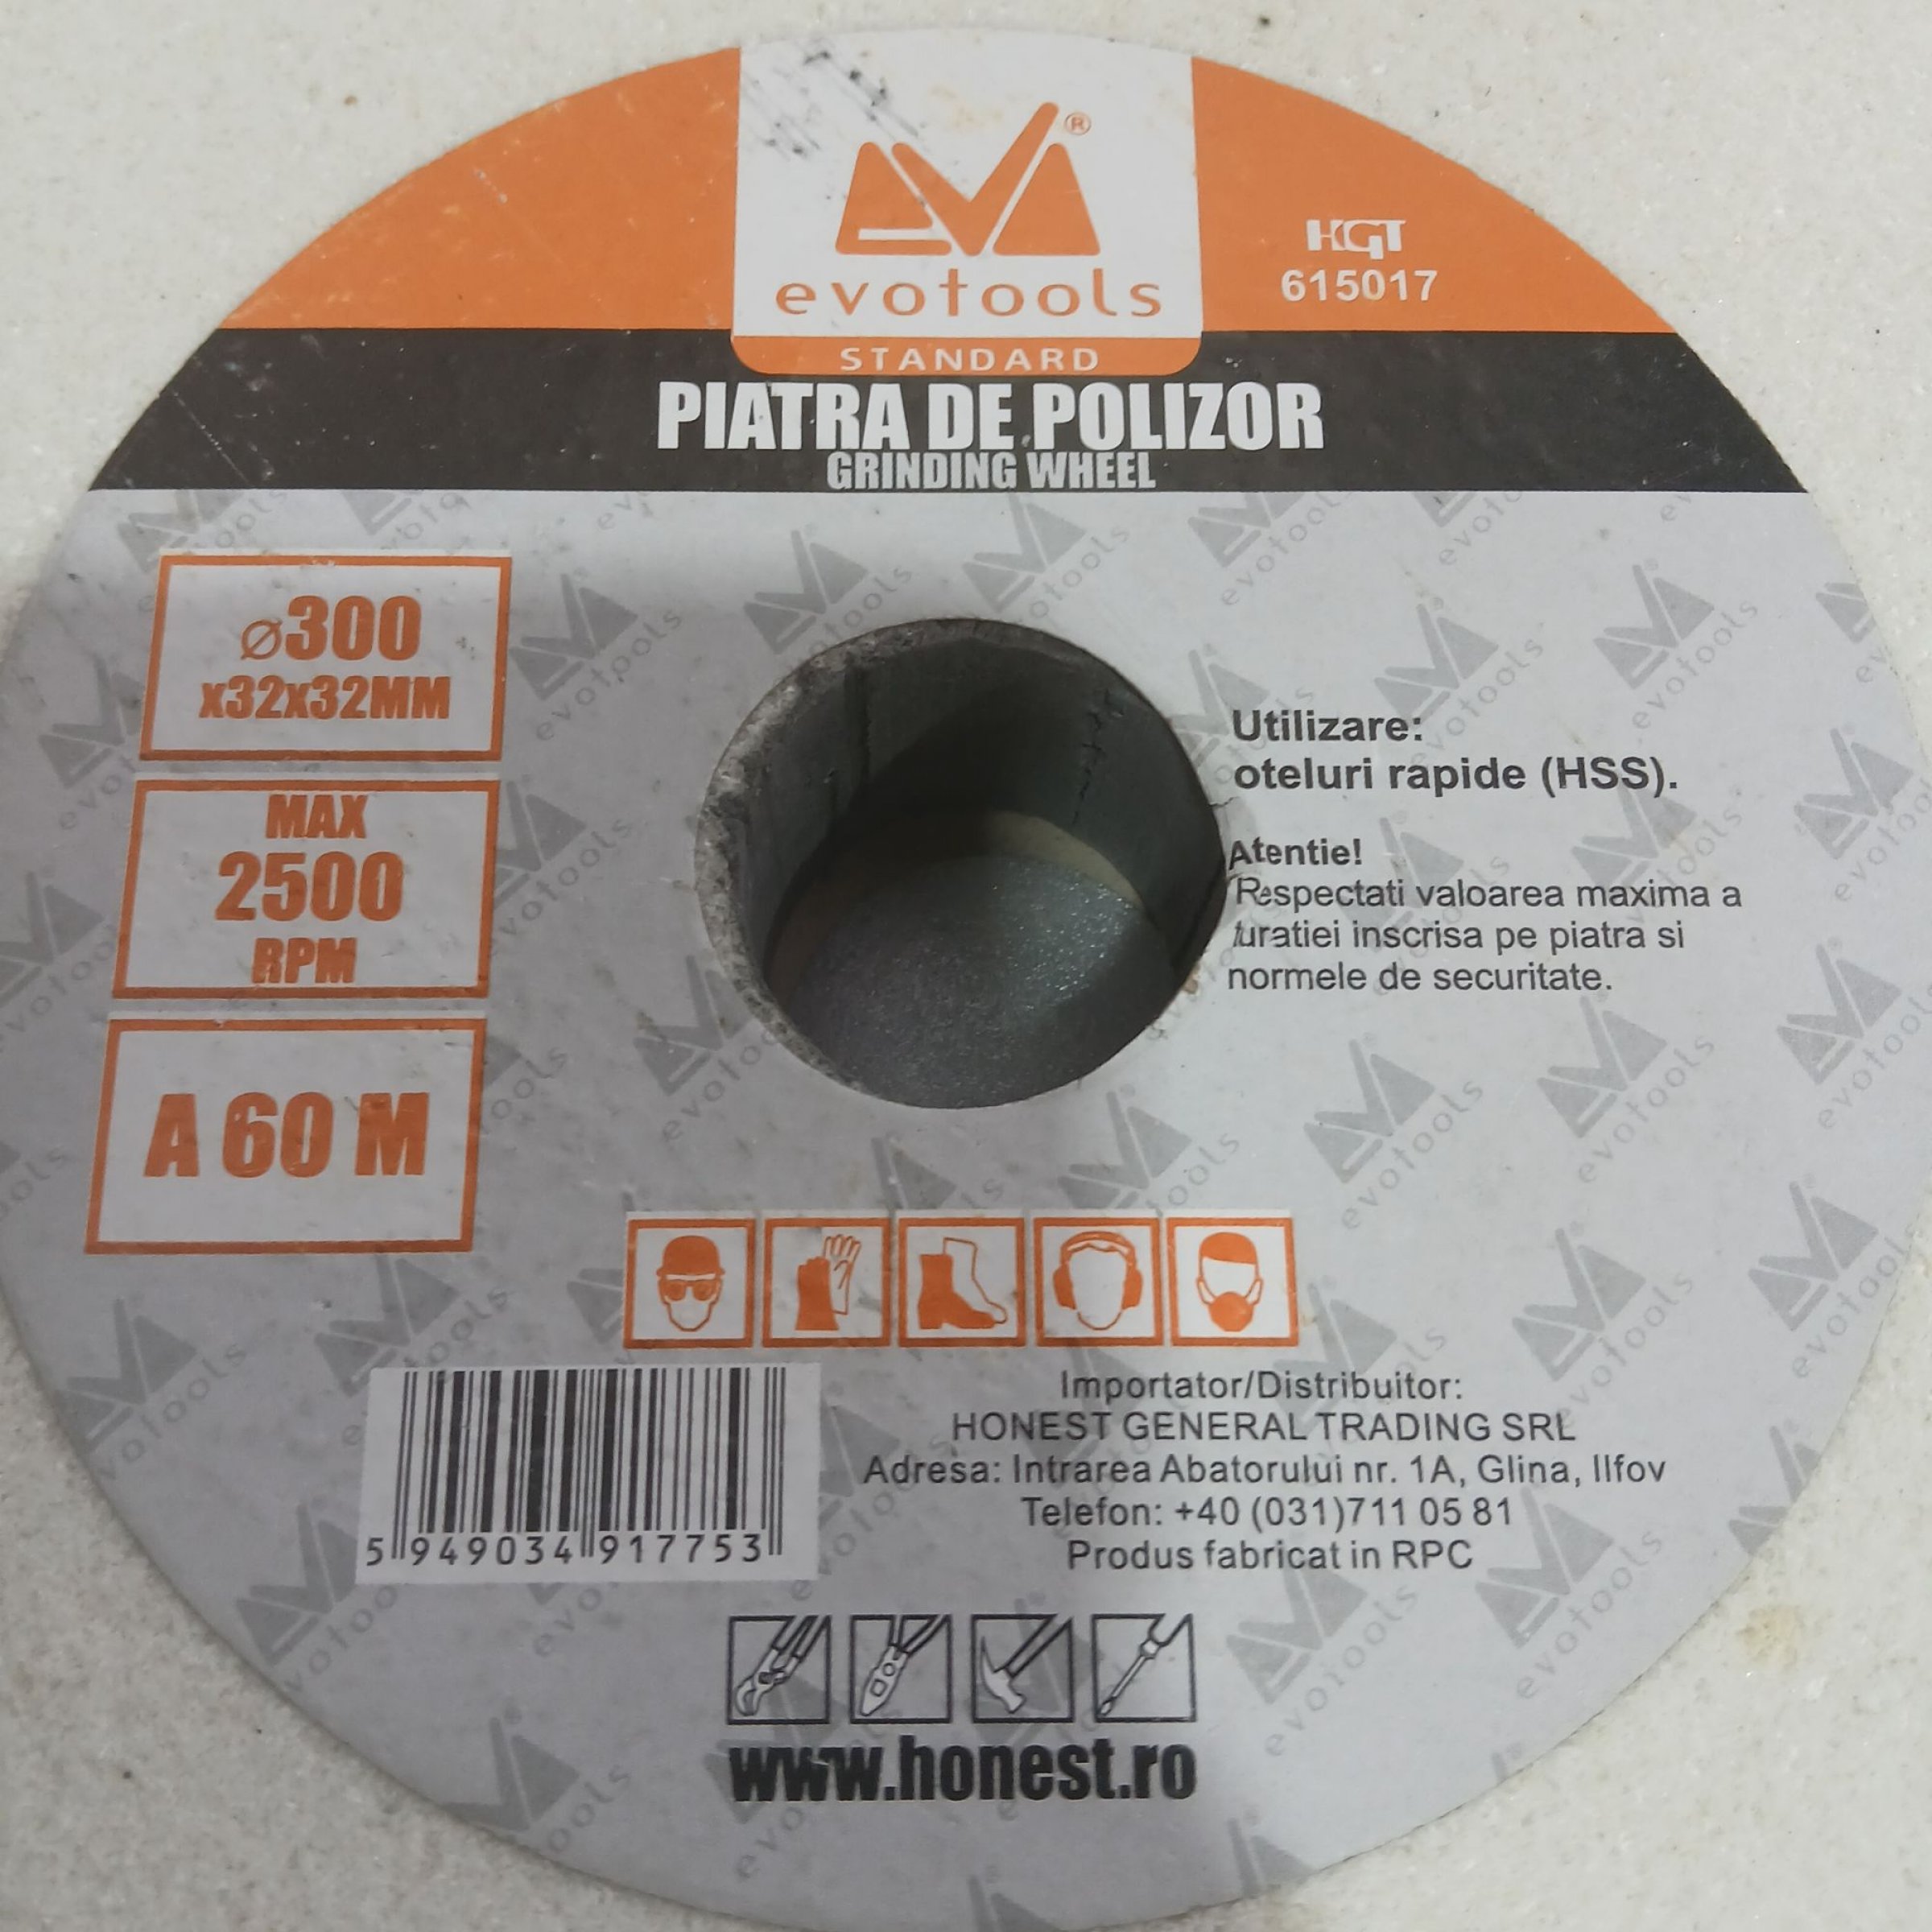 evotools
HGT
615017
STANDARD
PIATRA DE POLIZOR
GRINDING WHEEL
ø300
x32x32MM
MAX
2500
RPM
A 60 M
Utilizare:
oteluri rapide (HSS).
Atentie!
Respectati valoarea maxima a
turatiei inscrisa pe piatra si
normele de securitate.
5 949034 917753
Importator/Distribuitor:
HONEST GENERAL TRADING SRL
Adresa: Intrarea Abatorului nr. 1A, Glina, Ilfov
Telefon: +40 (031)711 05 81
Produs fabricat in RPC
www.honest.ro